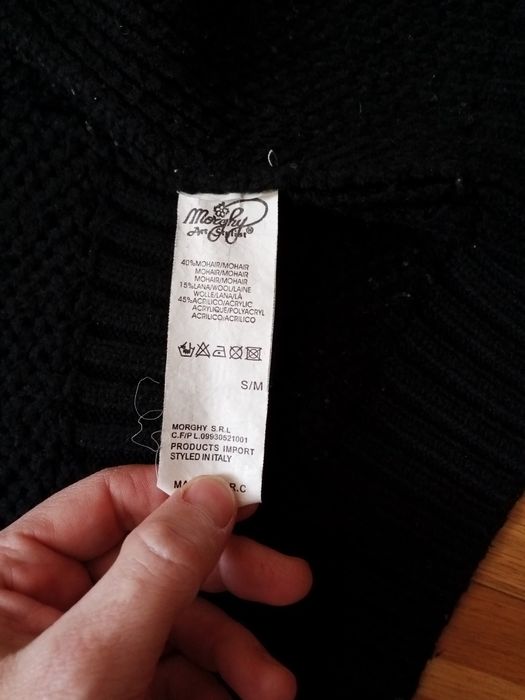 Morghy
Art Stylist®
40%MOHAIR/MOHAIR
MOHAIR/MOHAIR
MOHAIR/MOHAIR
15%LANA/WOOL/LAINE
WOLLE/LANA/LÀ
45%ACRILICO/ACRYLIC
ACRYLIQUE/POLYACRYL
ACRILICO/ACRILICO
S/M
MORGHY S.R.L
C.F/P I.09930521001
PRODUCTS IMPORT
STYLED IN ITALY
R.C